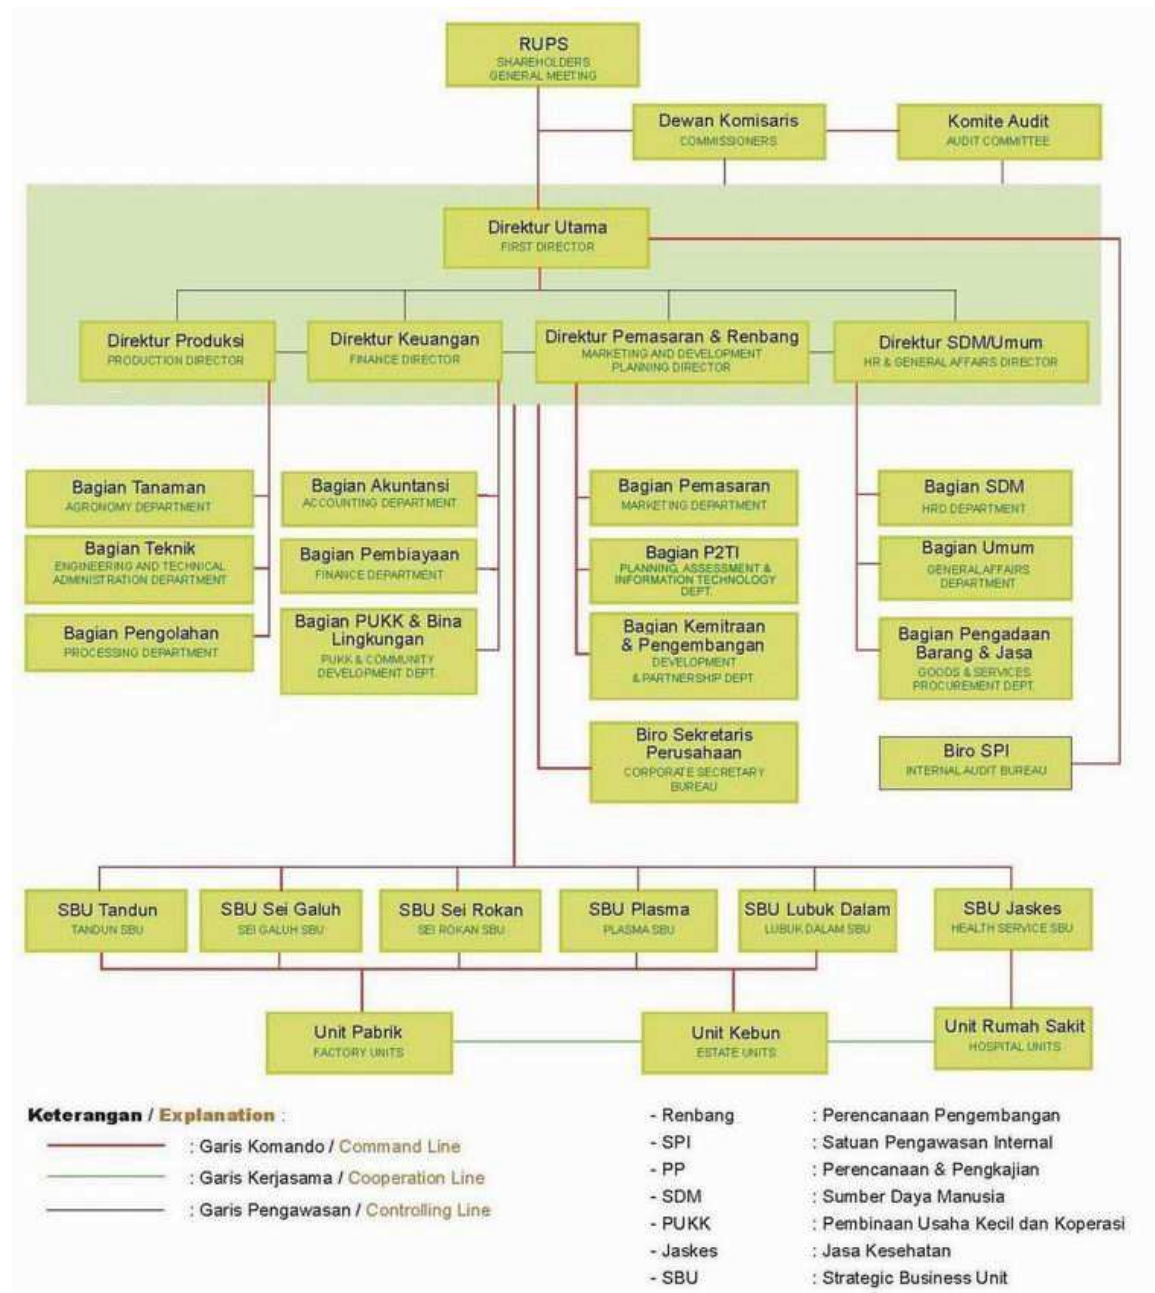 RUPS
SHAREHOLDERS
GENERAL MEETING
Dewan Komisaris
COMMISSIONERS
Komite Audit
AUDIT COMMITTEE
Direktur Utama
FIRST DIRECTOR
Direktur Produksi
PRODUCTION DIRECTOR
Direktur Keuangan
FINANCE DIRECTOR
Direktur Pemasaran & Renbang
MARKETING AND DEVELOPMENT
PLANNING DIRECTOR
Direktur SDM/Umum
HR & GENERAL AFFAIRS DIRECTOR
Bagian Tanaman
AGRONOMY DEPARTMENT
Bagian Teknik
ENGINEERING AND TECHNICAL
ADMINISTRATION DEPARTMENT
Bagian Pengolahan
PROCESSING DEPARTMENT
Bagian Akuntansi
ACCOUNTING DEPARTMENT
Bagian Pembiayaan
FINANCE DEPARTMENT
Bagian PUKK & Bina
Lingkungan
PUKK & COMMUNITY
DEVELOPMENT DEPT.
Bagian Pemasaran
MARKETING DEPARTMENT
Bagian P2TI
PLANNING, ASSESSMENT &
INFORMATION TECHNOLOGY
DEPT.
Bagian Kemitraan
& Pengembangan
DEVELOPMENT
& PARTNERSHIP DEPT.
Biro Sekretaris
Perusahaan
CORPORATE SECRETARY
BUREAU
Bagian SDM
HRD DEPARTMENT
Bagian Umum
GENERAL AFFAIRS
DEPARTMENT
Bagian Pengadaan
Barang & Jasa
GOODS & SERVICES
PROCUREMENT DEPT.
Biro SPI
INTERNAL AUDIT BUREAU
SBU Tandun
TANDUN SBU
SBU Sei Galuh
SEI GALUH SBU
SBU Sei Rokan
SEI ROKAN SBU
SBU Plasma
PLASMA SBU
SBU Lubuk Dalam
LUBUK DALAM SBU
SBU Jaskes
HEALTH SERVICE SBU
Unit Pabrik
FACTORY UNITS
Unit Kebun
ESTATE UNITS
Unit Rumah Sakit
HOSPITAL UNITS
Keterangan / Explanation :
: Garis Komando / Command Line
: Garis Kerjasama / Cooperation Line
: Garis Pengawasan / Controlling Line
- Renbang : Perencanaan Pengembangan
- SPI : Satuan Pengawasan Internal
- PP : Perencanaan & Pengkajian
- SDM : Sumber Daya Manusia
- PUKK : Pembinaan Usaha Kecil dan Koperasi
- Jaskes : Jasa Kesehatan
- SBU : Strategic Business Unit